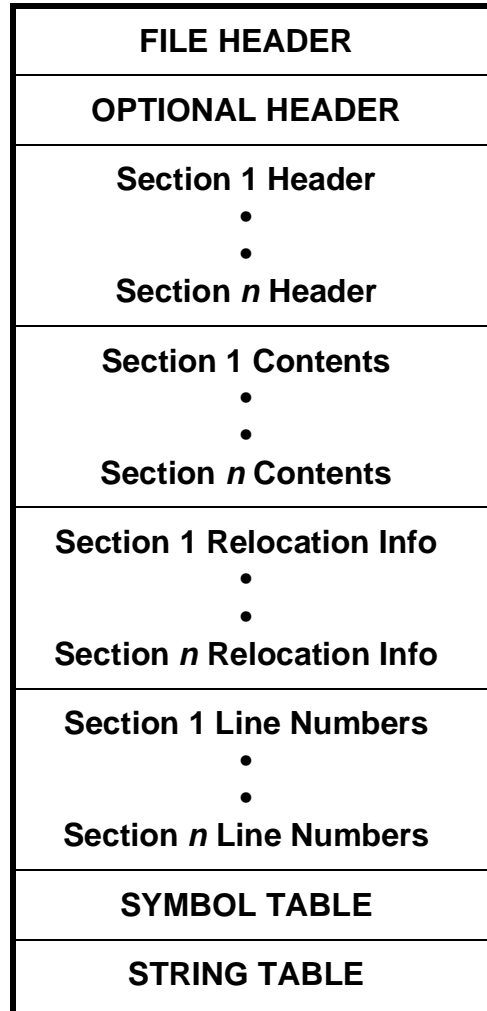 FILE HEADER
OPTIONAL HEADER
Section 1 Header
•
•
Section n Header
Section 1 Contents
•
•
Section n Contents
Section 1 Relocation Info
•
•
Section n Relocation Info
Section 1 Line Numbers
•
•
Section n Line Numbers
SYMBOL TABLE
STRING TABLE